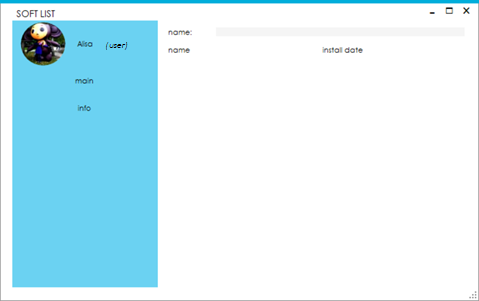 SOFT LIST
Alisa (user)
main
info
name:
name install date